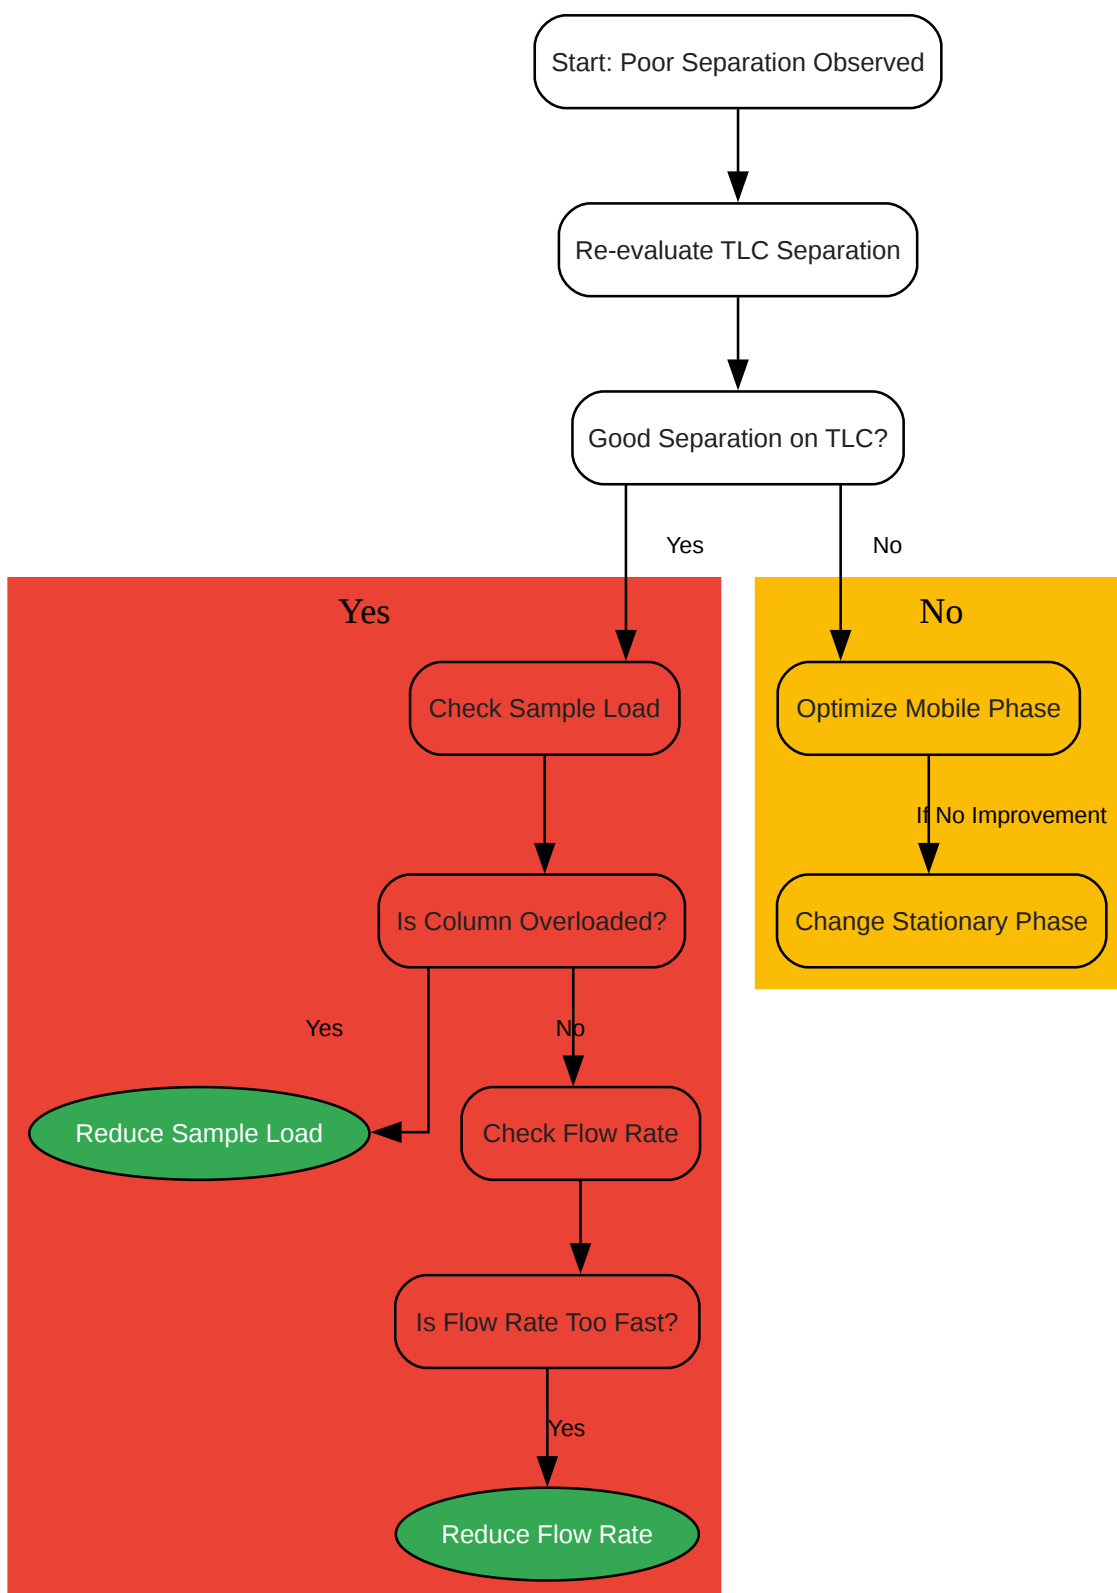 Start: Poor Separation Observed
Re-evaluate TLC Separation
Good Separation on TLC?
Yes
No
Yes
No
Check Sample Load
Optimize Mobile Phase
If No Improvement
Is Column Overloaded?
Change Stationary Phase
Yes
No
Reduce Sample Load
Check Flow Rate
Is Flow Rate Too Fast?
Yes
Reduce Flow Rate